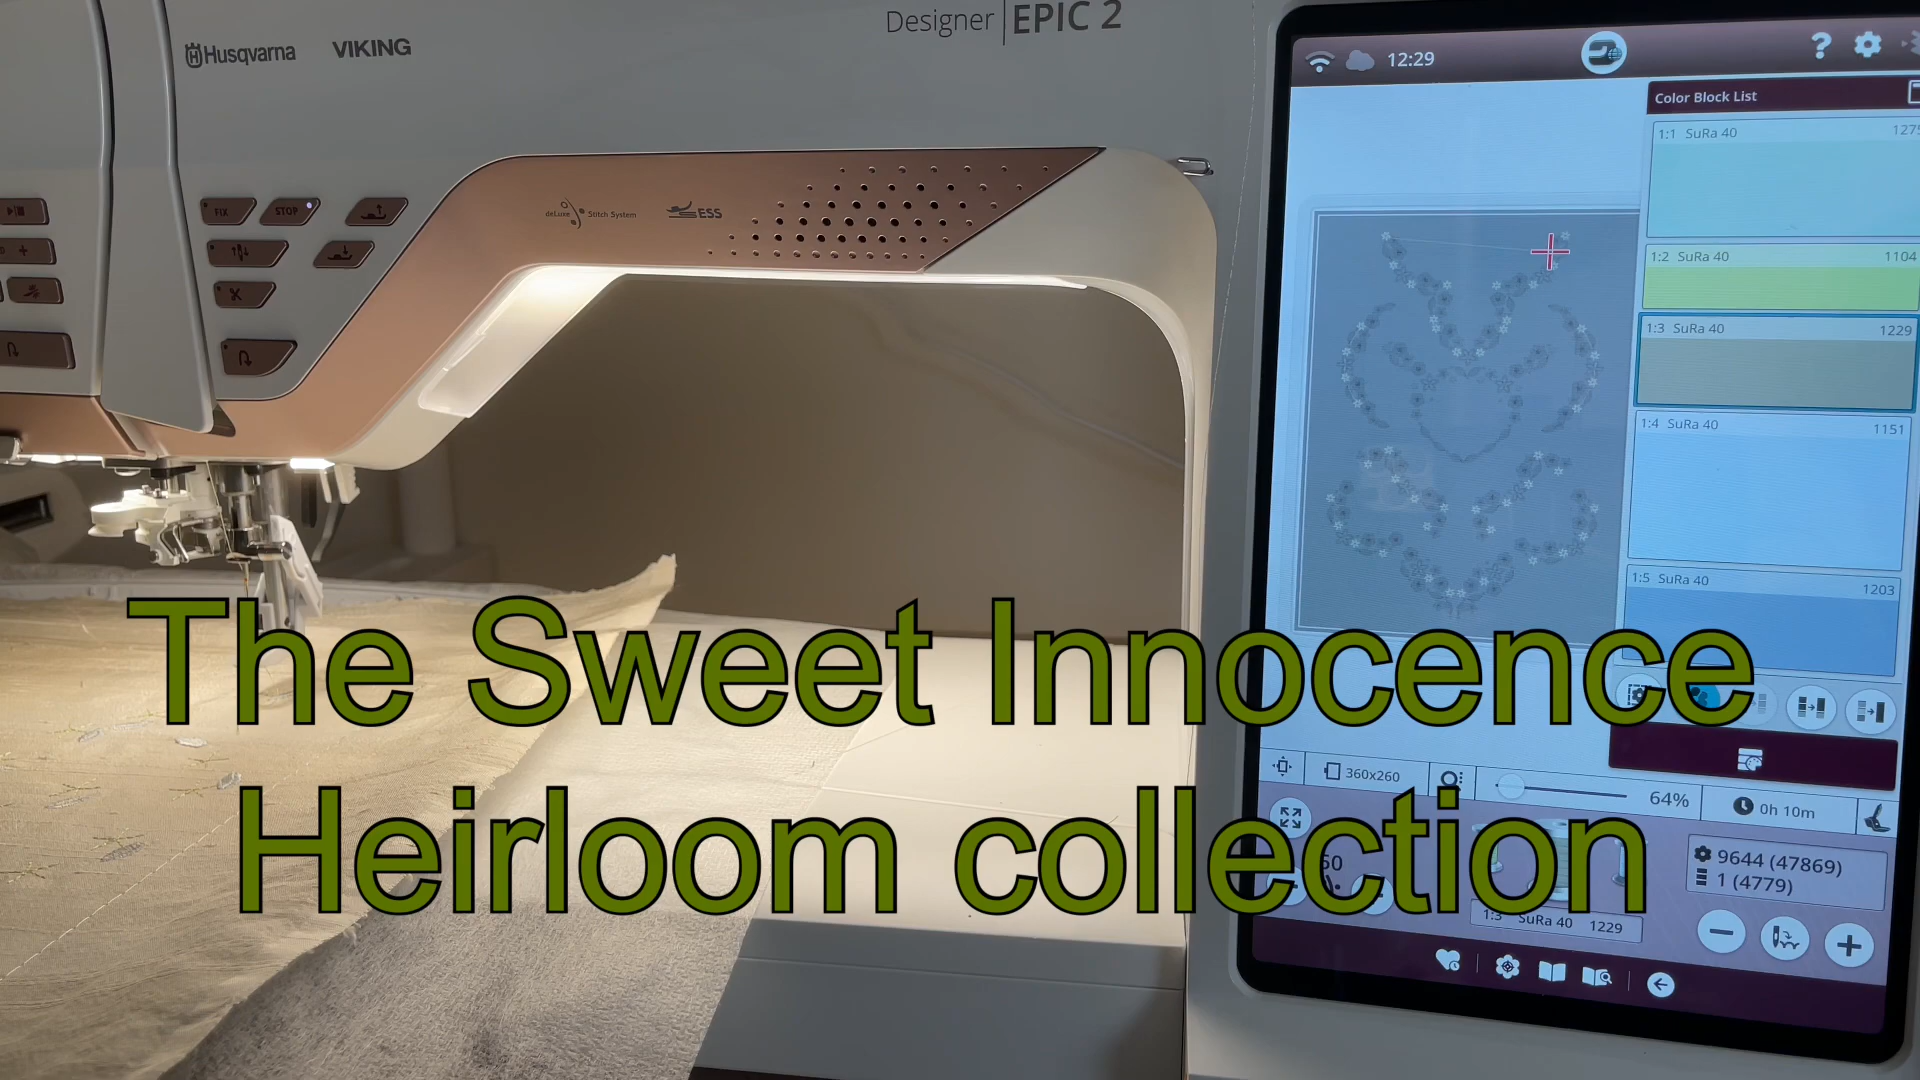 Designer EPIC 2
Husqvarna VIKING
12:29
Color Block List
1:1 SuRa 40
1:2 SuRa 40 1104
1:3 SuRa 40 1229
1:4 SuRa 40 1151
1:5 SuRa 40 1203
FIX STOP
deLuxe Stitch System
ESS
The Sweet Innocence
Heirloom collection
360x260
64%
0h 10m
9644 (47869)
1 (4779)
1:3 SuRa 40 1229